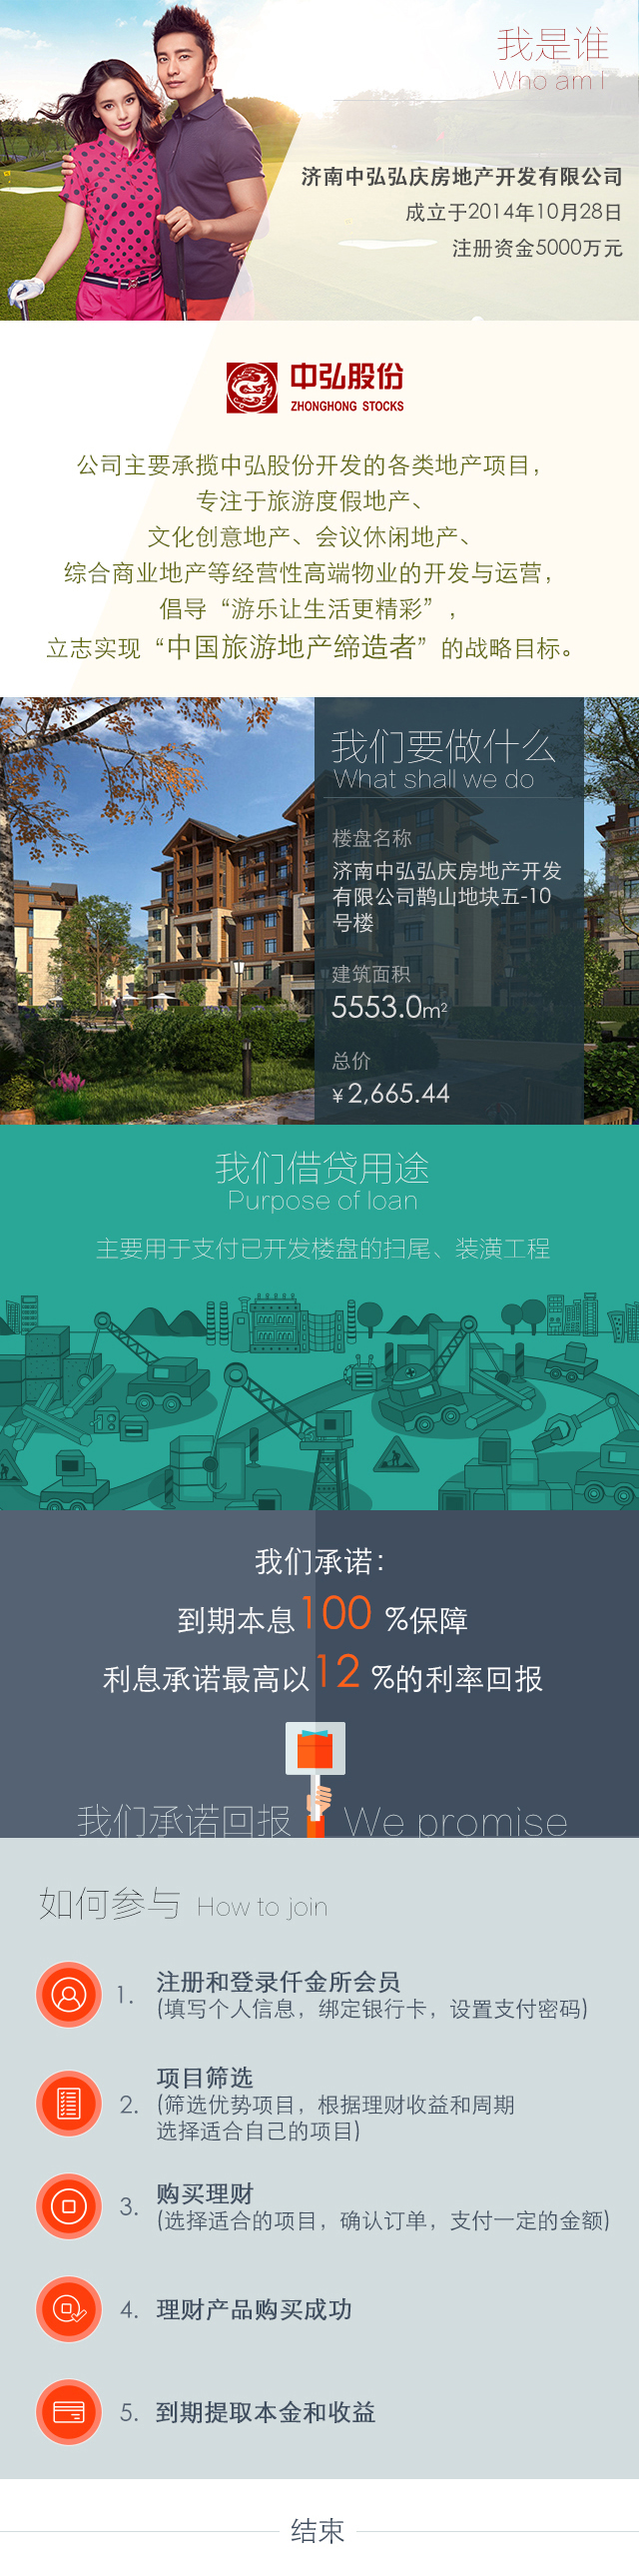 我是谁
Who am I
济南中弘弘庆房地产开发有限公司
成立于2014年10月28日
注册资金5000万元
中弘股份
ZHONGHONG STOCKS
公司主要承揽中弘股份开发的各类地产项目，
专注于旅游度假地产、
文化创意地产、会议休闲地产、
综合商业地产等经营性高端物业的开发与运营，
倡导“游乐让生活更精彩”，
立志实现“中国旅游地产缔造者”的战略目标。
我们要做什么
What shall we do
楼盘名称
济南中弘弘庆房地产开发
有限公司鹊山地块五-10
号楼
建筑面积
5553.0m²
总价
¥2,665.44
我们借贷用途
Purpose of loan
主要用于支付已开发楼盘的扫尾、装潢工程
我们承诺：
到期本息100 %保障
利息承诺最高以12 %的利率回报
我们承诺回报 We promise
如何参与 How to join
1. 注册和登录仟金所会员
(填写个人信息，绑定银行卡，设置支付密码)
2. 项目筛选
(筛选优势项目，根据理财收益和周期
选择适合自己的项目)
3. 购买理财
(选择适合的项目，确认订单，支付一定的金额)
4. 理财产品购买成功
5. 到期提取本金和收益
结束